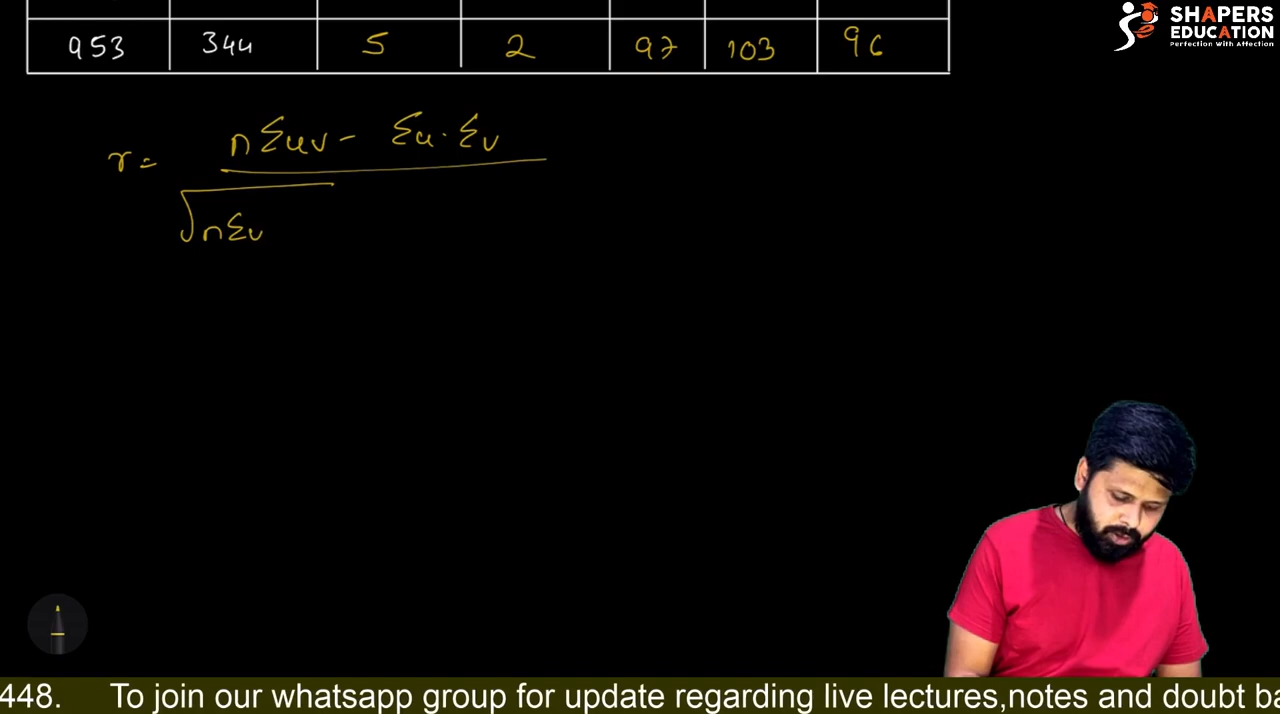 SHAPERS
EDUCATION
Perfection With Affection
953 344 5 2 97 103 96
r = nΣuv - Σu · Σv
√nΣu
448. To join our whatsapp group for update regarding live lectures,notes and doubt ba